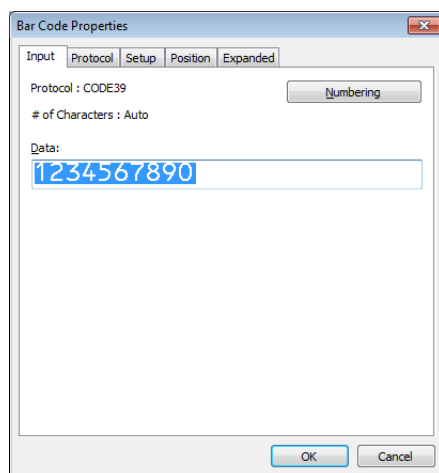 Bar Code Properties
Input Protocol Setup Position Expanded
Protocol : CODE39
Numbering
# of Characters : Auto
Data:
1234567890
OK Cancel